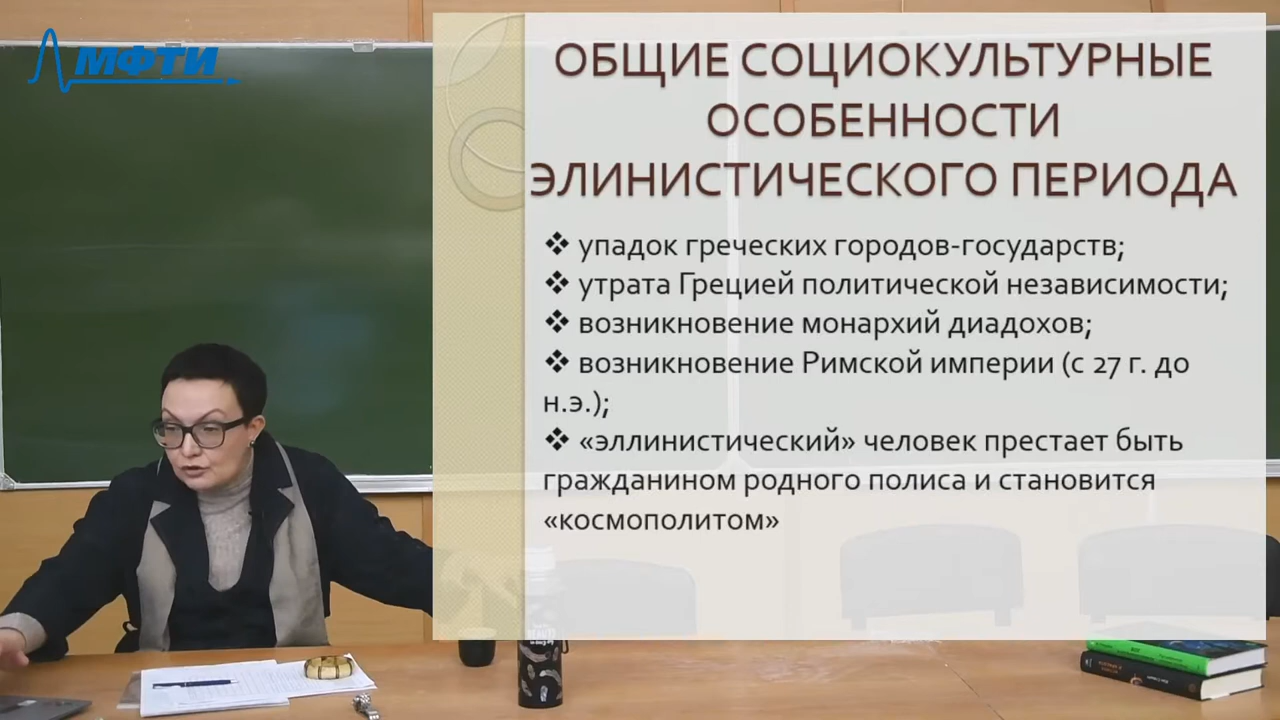 МФТИ
ОБЩИЕ СОЦИОКУЛЬТУРНЫЕ
ОСОБЕННОСТИ
ЭЛИНИСТИЧЕСКОГО ПЕРИОДА
❖ упадок греческих городов-государств;
❖ утрата Грецией политической независимости;
❖ возникновение монархий диадохов;
❖ возникновение Римской империи (с 27 г. до
н.э.);
❖ «эллинистический» человек престает быть
гражданином родного полиса и становится
«космополитом»